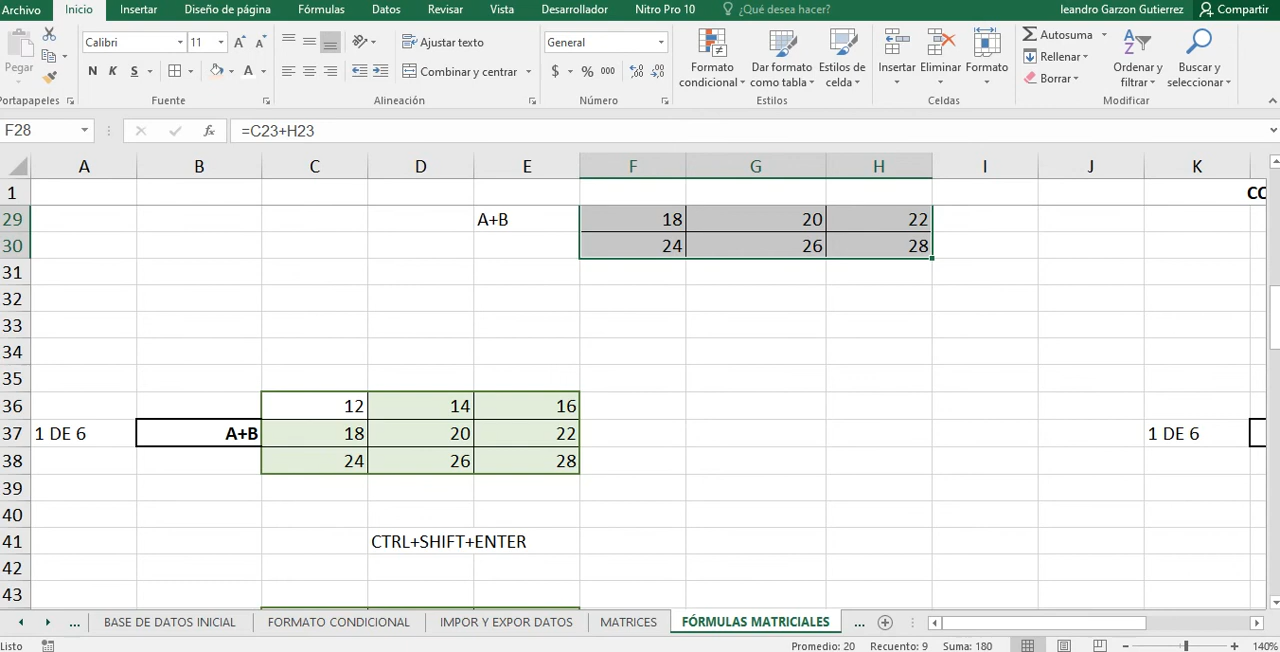 Archivo Inicio Insertar Diseño de página Fórmulas Datos Revisar Vista Desarrollador Nitro Pro 10 ¿Qué desea hacer? leandro Garzon Gutierrez Compartir
Pegar
Portapapeles
Calibri 11
N K S
Fuente
Ajustar texto
Combinar y centrar
Alineación
General
$ % 000
Número
Formato condicional
Dar formato como tabla
Estilos de celda
Estilos
Insertar Eliminar Formato
Celdas
Autosuma
Rellenar
Borrar
Ordenar y filtrar
Buscar y seleccionar
Modificar
F28 fx =C23+H23
A B C D E F G H I J K
1
29 A+B 18 20 22
30 24 26 28
31
32
33
34
35
36 12 14 16
37 1 DE 6 A+B 18 20 22 1 DE 6
38 24 26 28
39
40
41 CTRL+SHIFT+ENTER
42
43
... BASE DE DATOS INICIAL FORMATO CONDICIONAL IMPOR Y EXPOR DATOS MATRICES FÓRMULAS MATRICIALES ...
Listo Promedio: 20 Recuento: 9 Suma: 180 140%